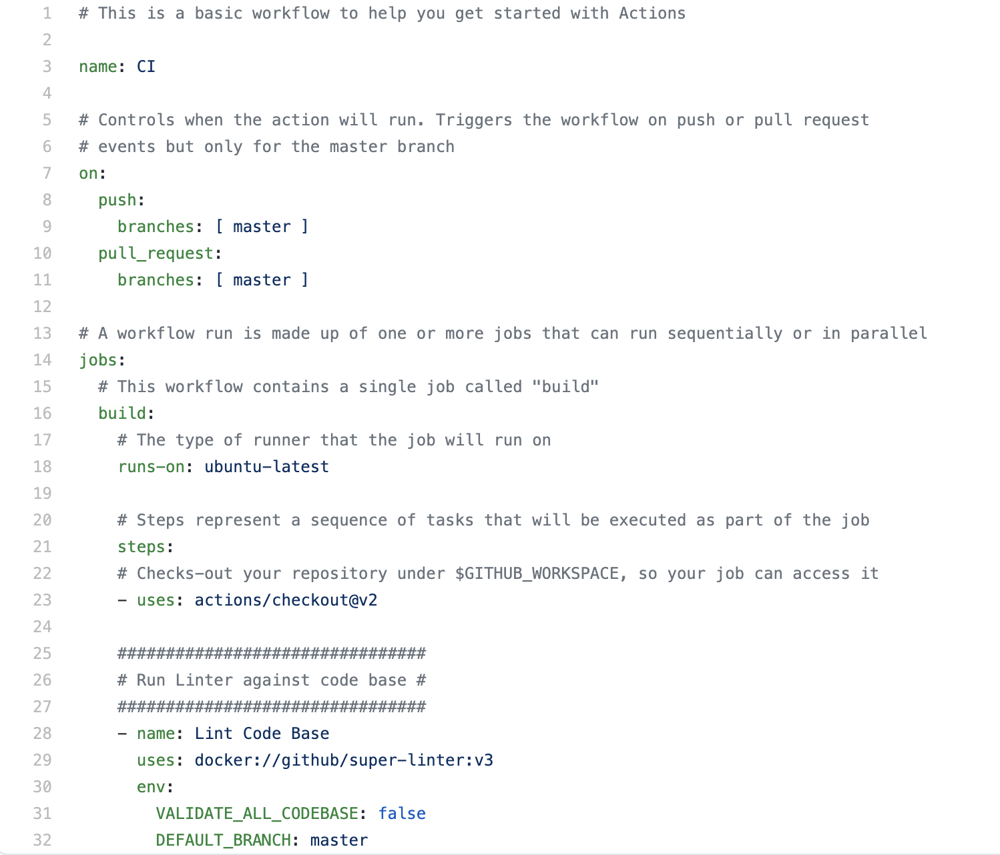 1 # This is a basic workflow to help you get started with Actions
2
3 name: CI
4
5 # Controls when the action will run. Triggers the workflow on push or pull request
6 # events but only for the master branch
7 on:
8   push:
9     branches: [ master ]
10   pull_request:
11     branches: [ master ]
12
13 # A workflow run is made up of one or more jobs that can run sequentially or in parallel
14 jobs:
15   # This workflow contains a single job called "build"
16   build:
17     # The type of runner that the job will run on
18     runs-on: ubuntu-latest
19
20     # Steps represent a sequence of tasks that will be executed as part of the job
21     steps:
22     # Checks-out your repository under $GITHUB_WORKSPACE, so your job can access it
23     - uses: actions/checkout@v2
24
25     ################################
26     # Run Linter against code base #
27     ################################
28     - name: Lint Code Base
29       uses: docker://github/super-linter:v3
30       env:
31         VALIDATE_ALL_CODEBASE: false
32         DEFAULT_BRANCH: master